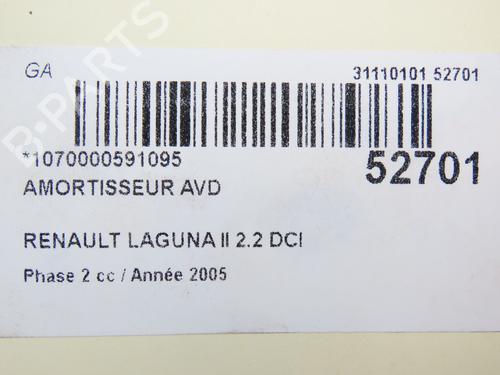 B-PARTS
GA
31110101 52701
*1070000591095
52701
AMORTISSEUR AVD
RENAULT LAGUNA II 2.2 DCI
Phase 2 cc / Année 2005